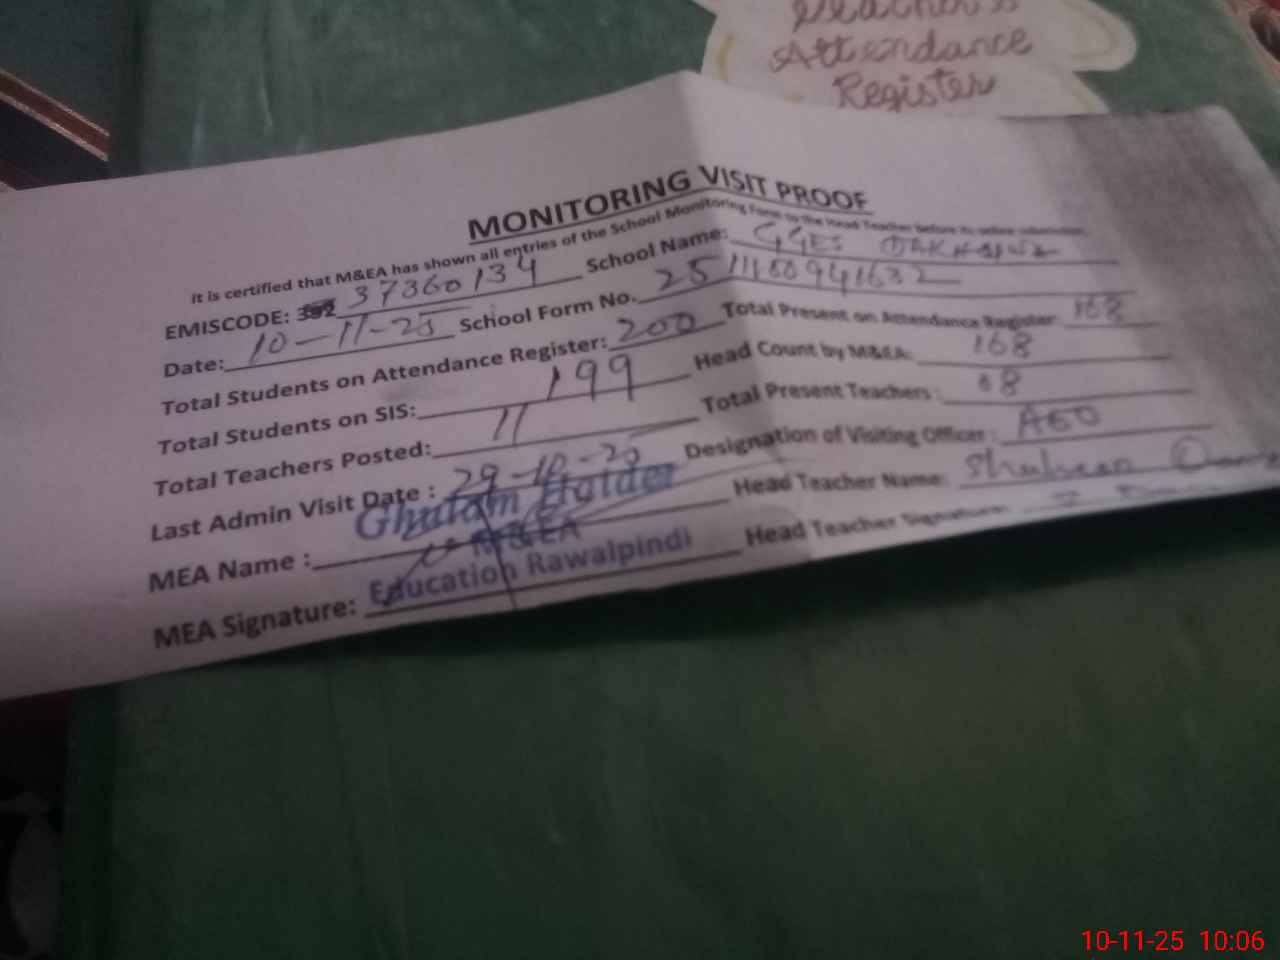 Teacher's
Attendance
Register
MONITORING VISIT PROOF
It is certified that M&EA has shown all entries of the School Monitoring Form to the Head Teacher before its online submission.
EMISCODE: 37360134 School Name: GGES
Date: 10-11-25 School Form No. 2511100941632
Total Students on Attendance Register: 200 Total Present on Attendance Register: 168
Total Students on SIS: 199 Head Count by M&EA: 168
Total Teachers Posted: 11 Total Present Teachers: 08
Last Admin Visit Date: 29-10-25 Designation of Visiting Officer:
MEA Name: Ghulam Haider Head Teacher Name: Shaheen
M&EA
MEA Signature: Education Rawalpindi Head Teacher Signature:
10-11-25 10:06